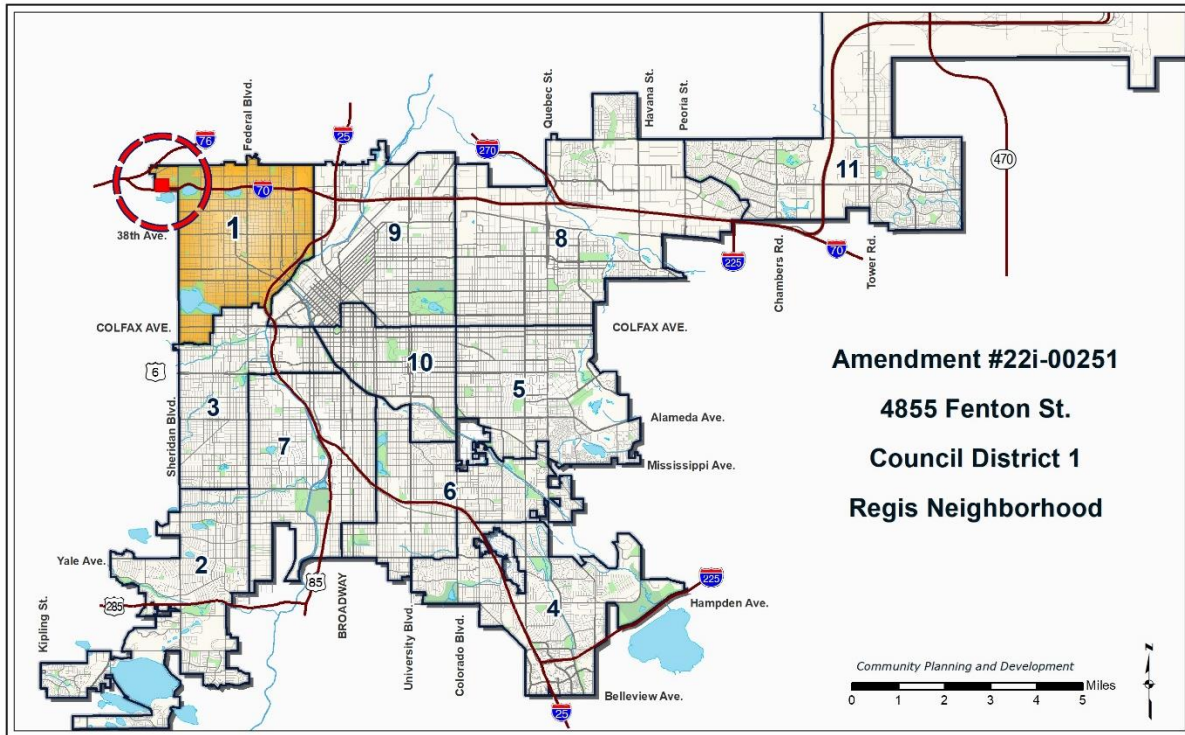 Quebec St.
Havana St.
Peoria St.
Federal Blvd.
76
25
270
11
470
70
1
9
8
38th Ave.
225
70
Chambers Rd.
Tower Rd.
COLFAX AVE.
COLFAX AVE.
6
10
5
3
Sheridan Blvd.
7
Alameda Ave.
Mississippi Ave.
6
Amendment #22i-00251
4855 Fenton St.
Council District 1
Regis Neighborhood
Yale Ave.
2
85
285
BROADWAY
University Blvd.
Colorado Blvd.
4
225
Hampden Ave.
Kipling St.
Belleview Ave.
25
Community Planning and Development
Miles
0 1 2 3 4 5
N